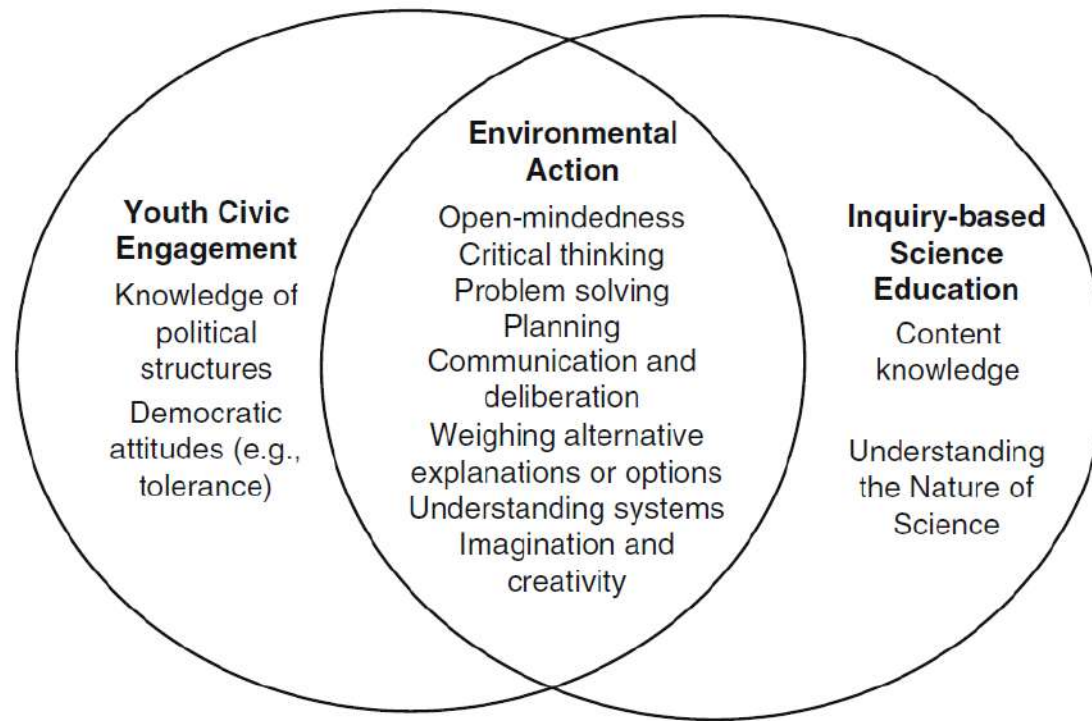 Youth Civic
Engagement
Knowledge of
political
structures
Democratic
attitudes (e.g.,
tolerance)
Environmental
Action
Open-mindedness
Critical thinking
Problem solving
Planning
Communication and
deliberation
Weighing alternative
explanations or options
Understanding systems
Imagination and
creativity
Inquiry-based
Science
Education
Content
knowledge
Understanding
the Nature of
Science